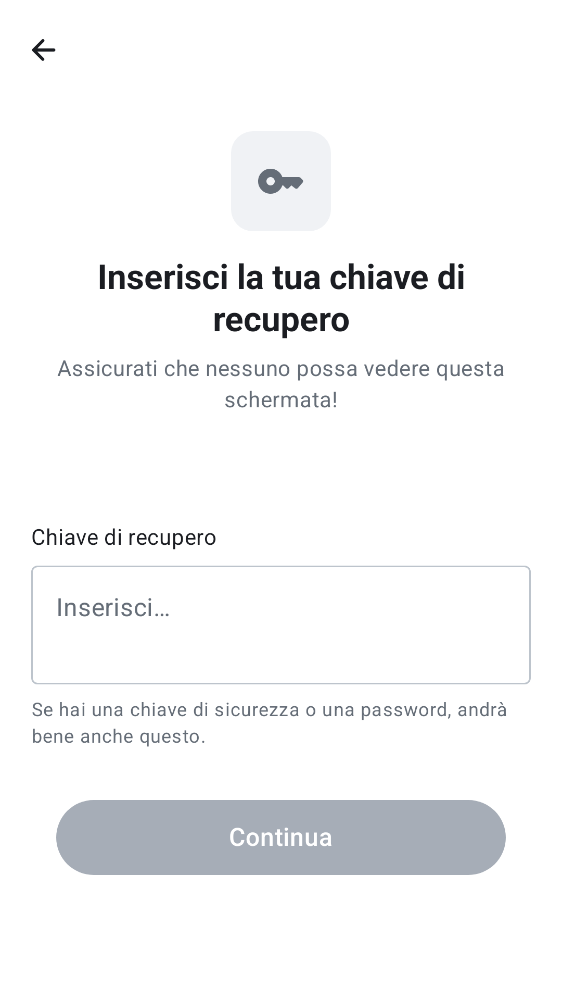 Inserisci la tua chiave di
recupero
Assicurati che nessuno possa vedere questa
schermata!
Chiave di recupero
Inserisci…
Se hai una chiave di sicurezza o una password, andrà
bene anche questo.
Continua